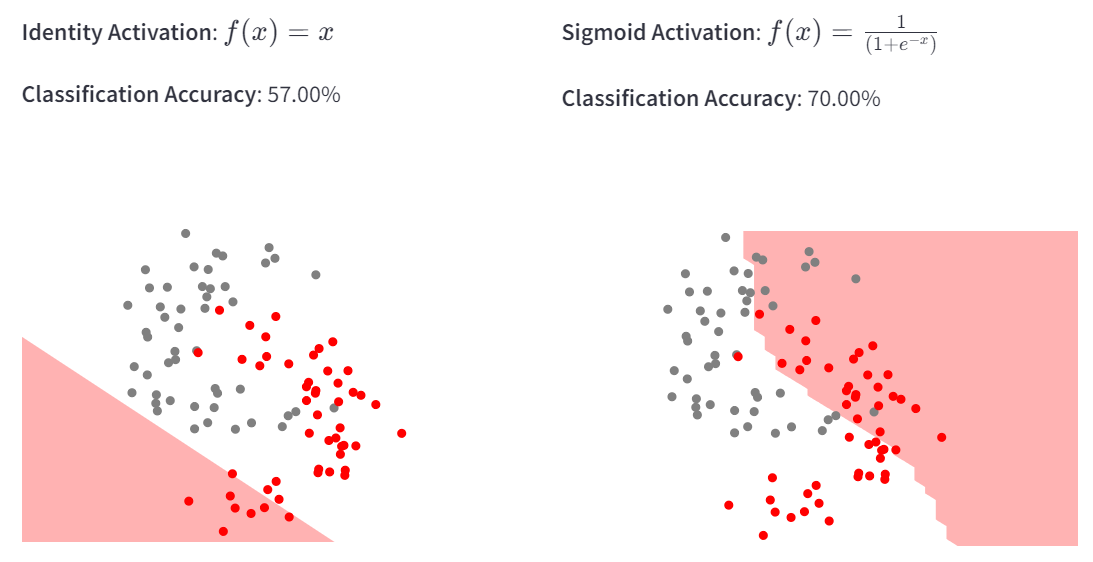 Identity Activation: f(x) = x
Classification Accuracy: 57.00%
Sigmoid Activation: f(x) = 1/(1+e^{-x})
Classification Accuracy: 70.00%